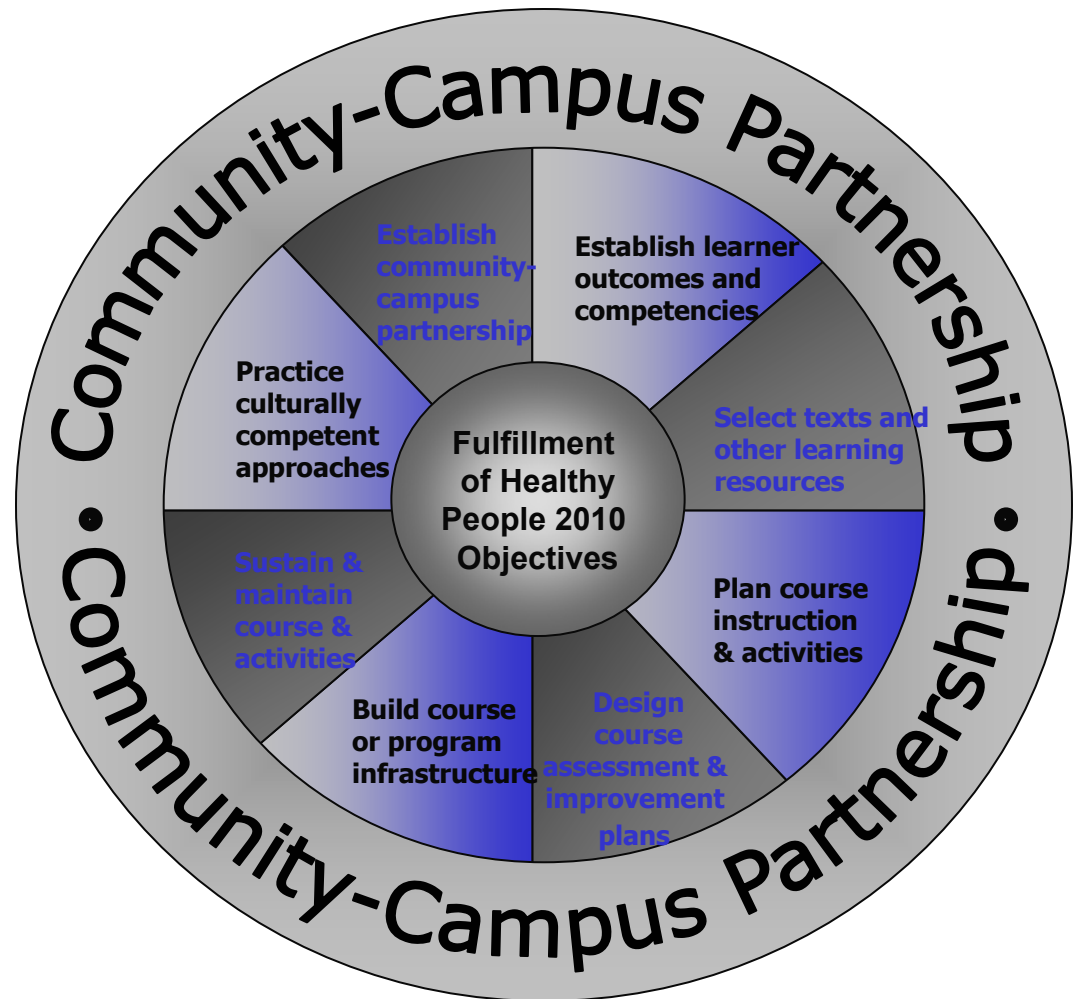 Community-Campus Partnership
Establish
community-
campus
partnership
Establish learner
outcomes and
competencies
Select texts and
other learning
resources
Plan course
instruction
& activities
Design
course
assessment &
improvement
plans
Build course
or program
infrastructure
Sustain &
maintain
course &
activities
Practice
culturally
competent
approaches
Fulfillment
of Healthy
People 2010
Objectives
• Community-Campus Partnership •